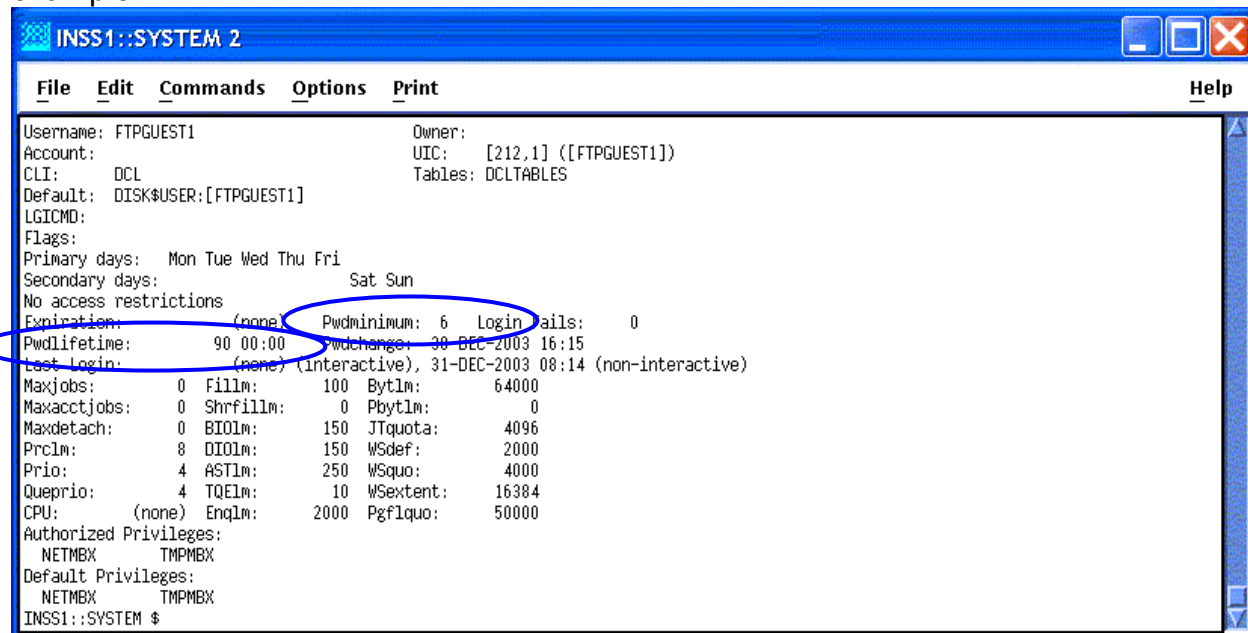 INSS1::SYSTEM 2
File Edit Commands Options Print Help
Username: FTPGUEST1 Owner:
Account: UIC: [212,1] ([FTPGUEST1])
CLI: DCL Tables: DCLTABLES
Default: DISK$USER:[FTPGUEST1]
LGICMD:
Flags:
Primary days: Mon Tue Wed Thu Fri
Secondary days: Sat Sun
No access restrictions
Expiration: (none) Pwdminimum: 6 Login Fails: 0
Pwdlifetime: 90 00:00 Pwdchange: 30-DEC-2003 16:15
Last Login: (none) (interactive), 31-DEC-2003 08:14 (non-interactive)
Maxjobs: 0 Fillm: 100 Bytlm: 64000
Maxacctjobs: 0 Shrfillm: 0 Pbytlm: 0
Maxdetach: 0 BIOlm: 150 JTquota: 4096
Prclm: 8 DIOlm: 150 WSdef: 2000
Prio: 4 ASTlm: 250 WSquo: 4000
Queprio: 4 TQElm: 10 WSextent: 16384
CPU: (none) Enqlm: 2000 Pgflquo: 50000
Authorized Privileges:
NETMBX TMPMBX
Default Privileges:
NETMBX TMPMBX
INSS1::SYSTEM $